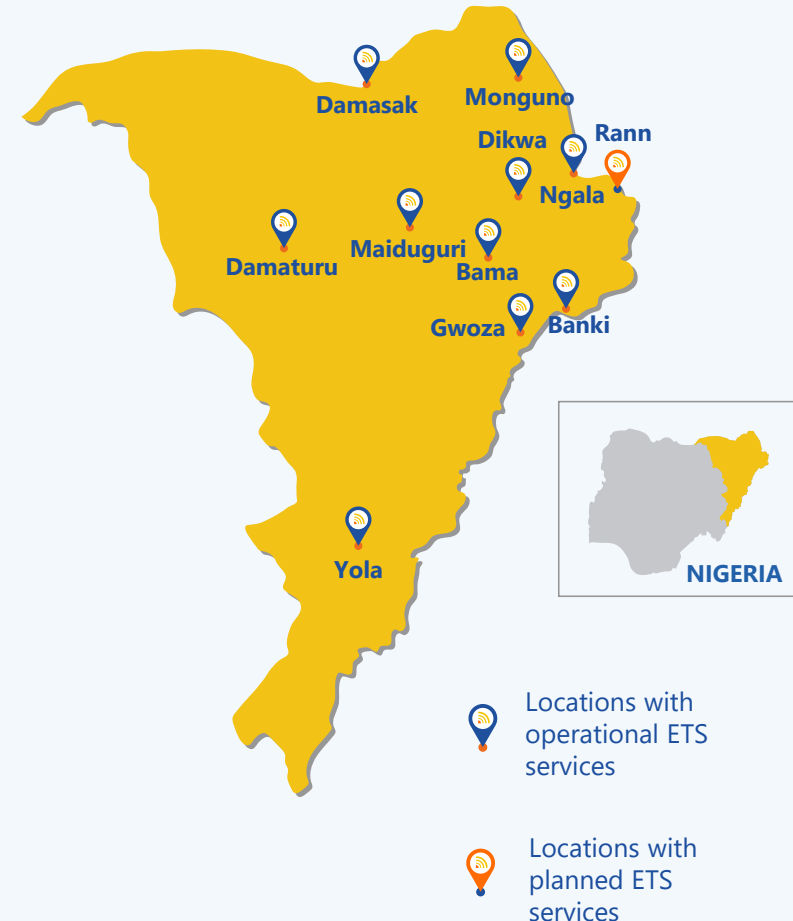 Damasak
Monguno
Dikwa
Rann
Ngala
Damaturu
Maiduguri
Bama
Gwoza
Banki
Yola
NIGERIA
Locations with
operational ETS
services
Locations with
planned ETS
services